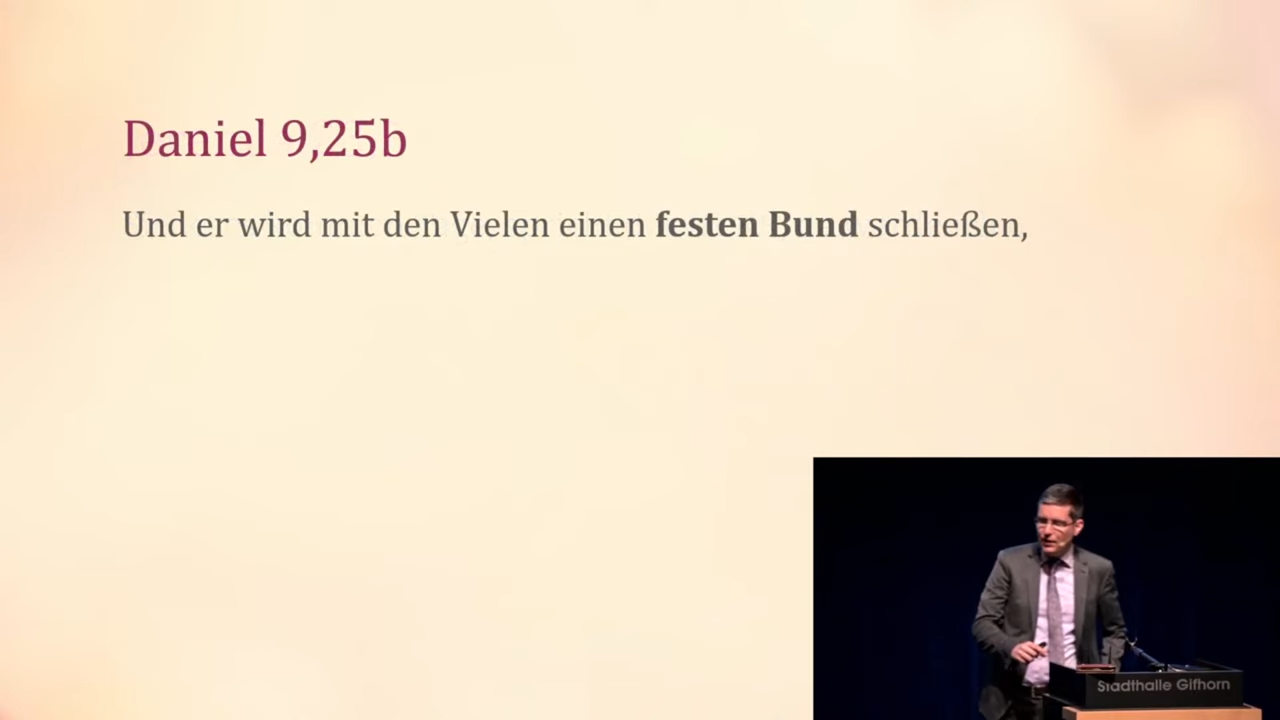 Daniel 9,25b
Und er wird mit den Vielen einen festen Bund schließen,
Stadthalle Gifhorn